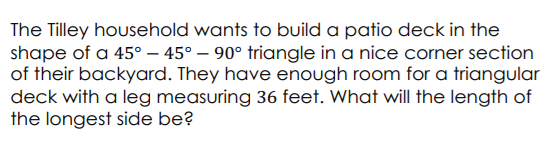 The Tilley household wants to build a patio deck in the
shape of a 45° – 45° – 90° triangle in a nice corner section
of their backyard. They have enough room for a triangular
deck with a leg measuring 36 feet. What will the length of
the longest side be?